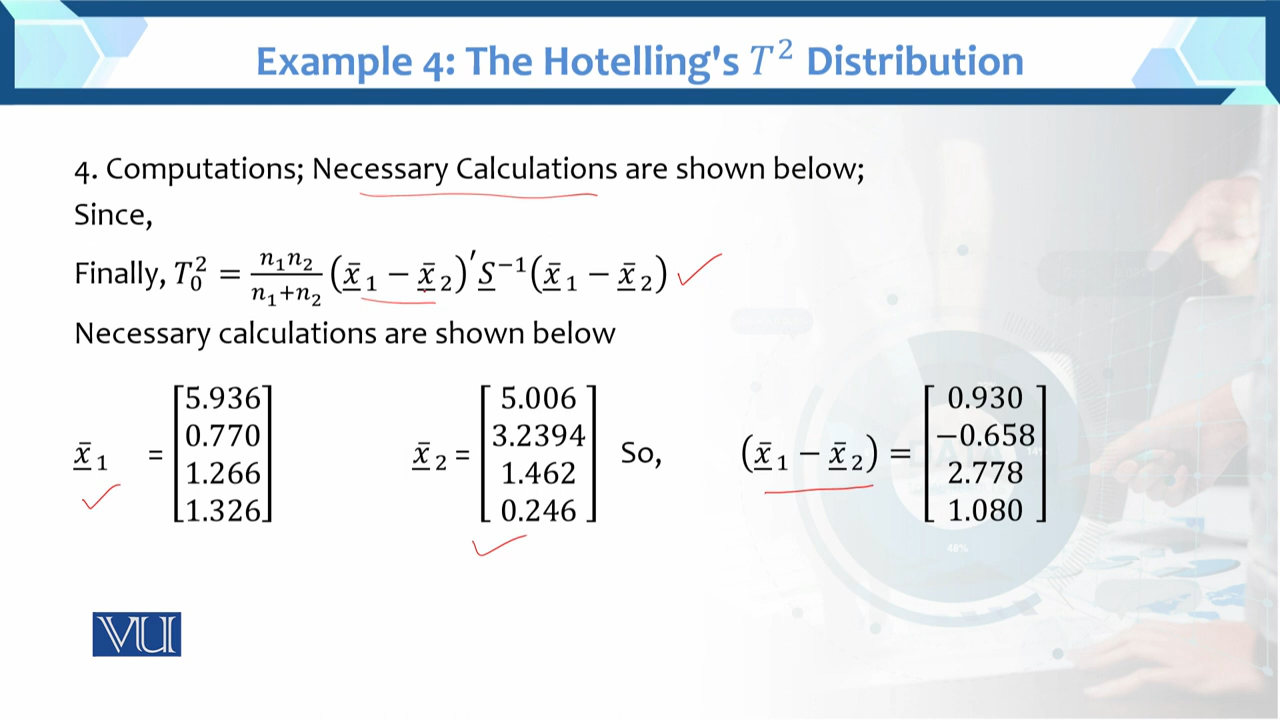 Example 4: The Hotelling's T² Distribution
4. Computations; Necessary Calculations are shown below;
Since,
Finally, T₀² = n₁n₂/(n₁+n₂) (x̲̄₁ − x̲̄₂)′S̲⁻¹(x̲̄₁ − x̲̄₂)
Necessary calculations are shown below
x̲̄₁ = [5.936 0.770 1.266 1.326] x̲̄₂ = [5.006 3.2394 1.462 0.246] So, (x̲̄₁ − x̲̄₂) = [0.930 −0.658 2.778 1.080]
48%
VU